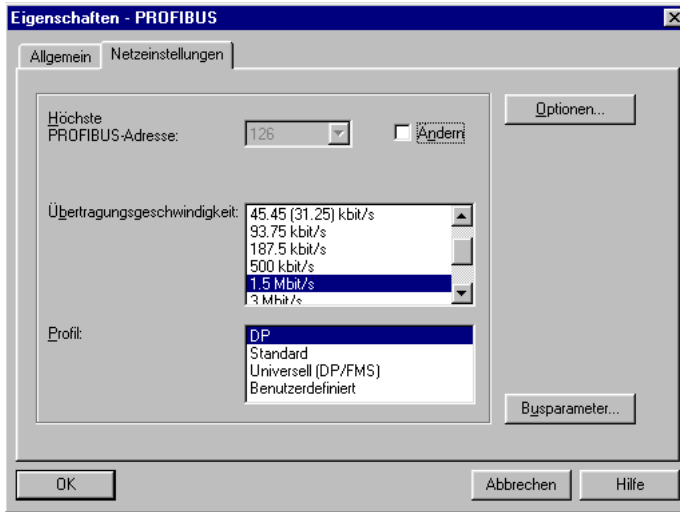 Eigenschaften - PROFIBUS
Allgemein
Netzeinstellungen
Höchste
PROFIBUS-Adresse:
126
Ändern
Optionen...
Übertragungsgeschwindigkeit:
45.45 (31.25) kbit/s
93.75 kbit/s
187.5 kbit/s
500 kbit/s
1.5 Mbit/s
3 Mbit/s
Profil:
DP
Standard
Universell (DP/FMS)
Benutzerdefiniert
Busparameter...
OK
Abbrechen
Hilfe